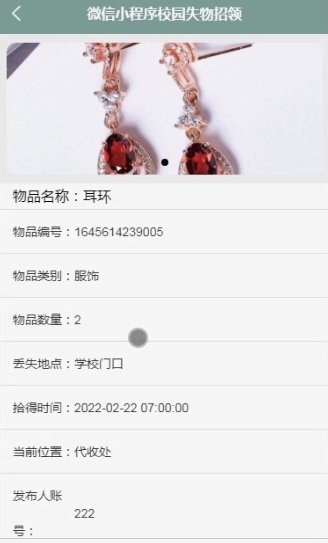 微信小程序校园失物招领
物品名称：耳环
物品编号：1645614239005
物品类别：服饰
物品数量：2
丢失地点：学校门口
拾得时间：2022-02-22 07:00:00
当前位置：代收处
发布人账
222
号：